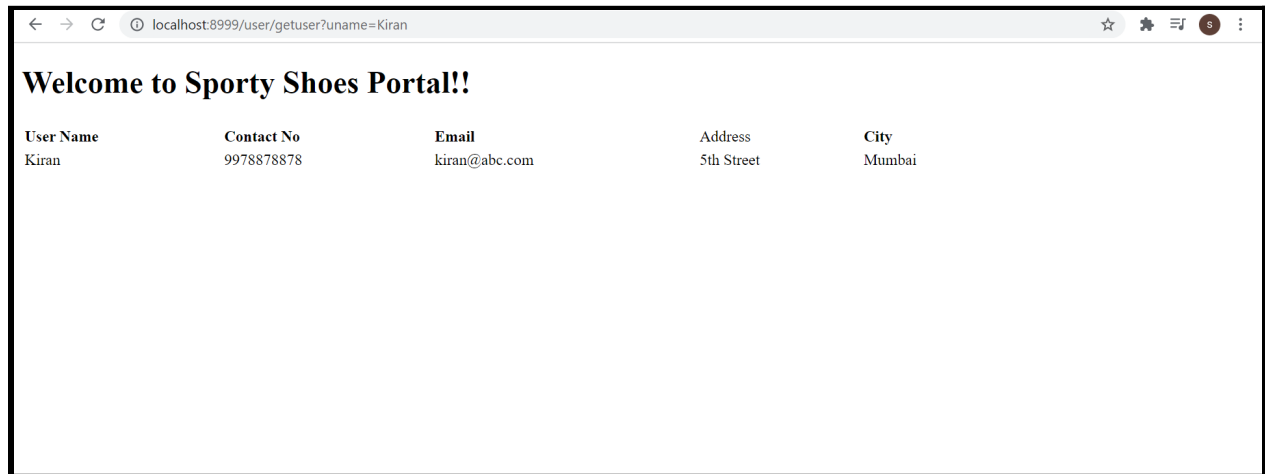 localhost:8999/user/getuser?uname=Kiran
S
Welcome to Sporty Shoes Portal!!
User Name Contact No Email Address City
Kiran 9978878878 kiran@abc.com 5th Street Mumbai